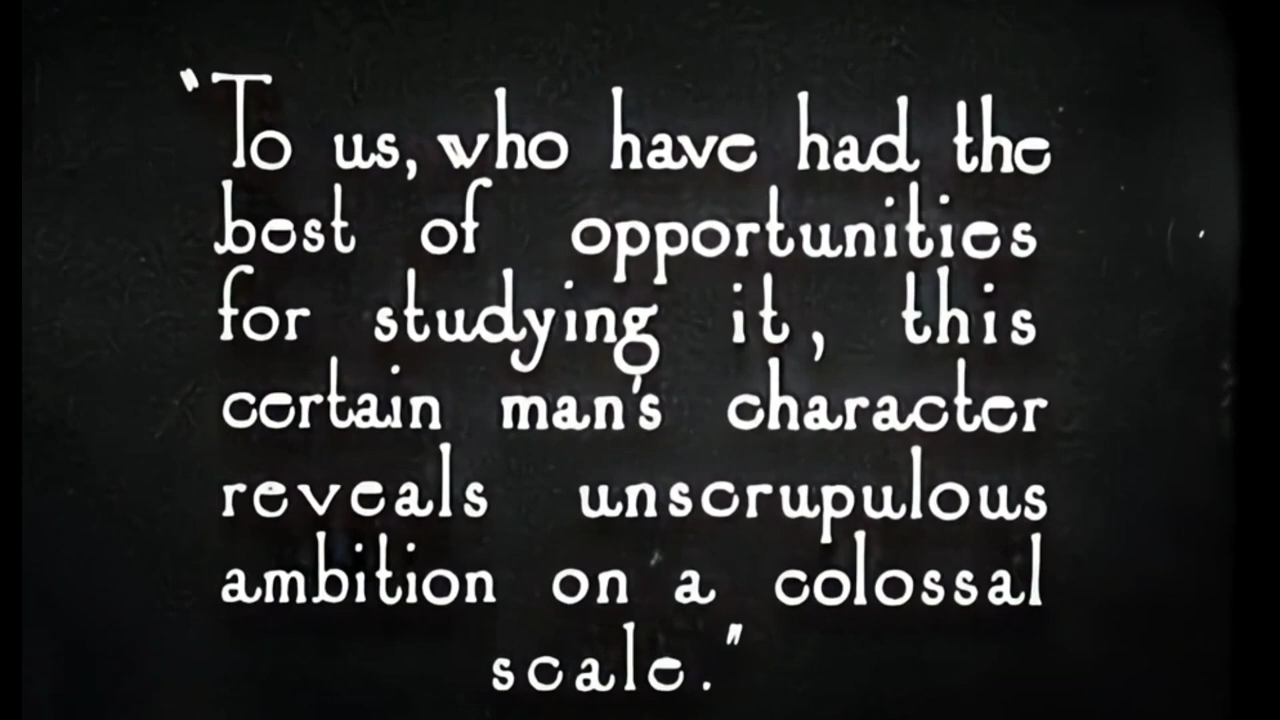 "To us, who have had the
best of opportunities
for studying it, this
certain man's character
reveals unscrupulous
ambition on a colossal
scale."